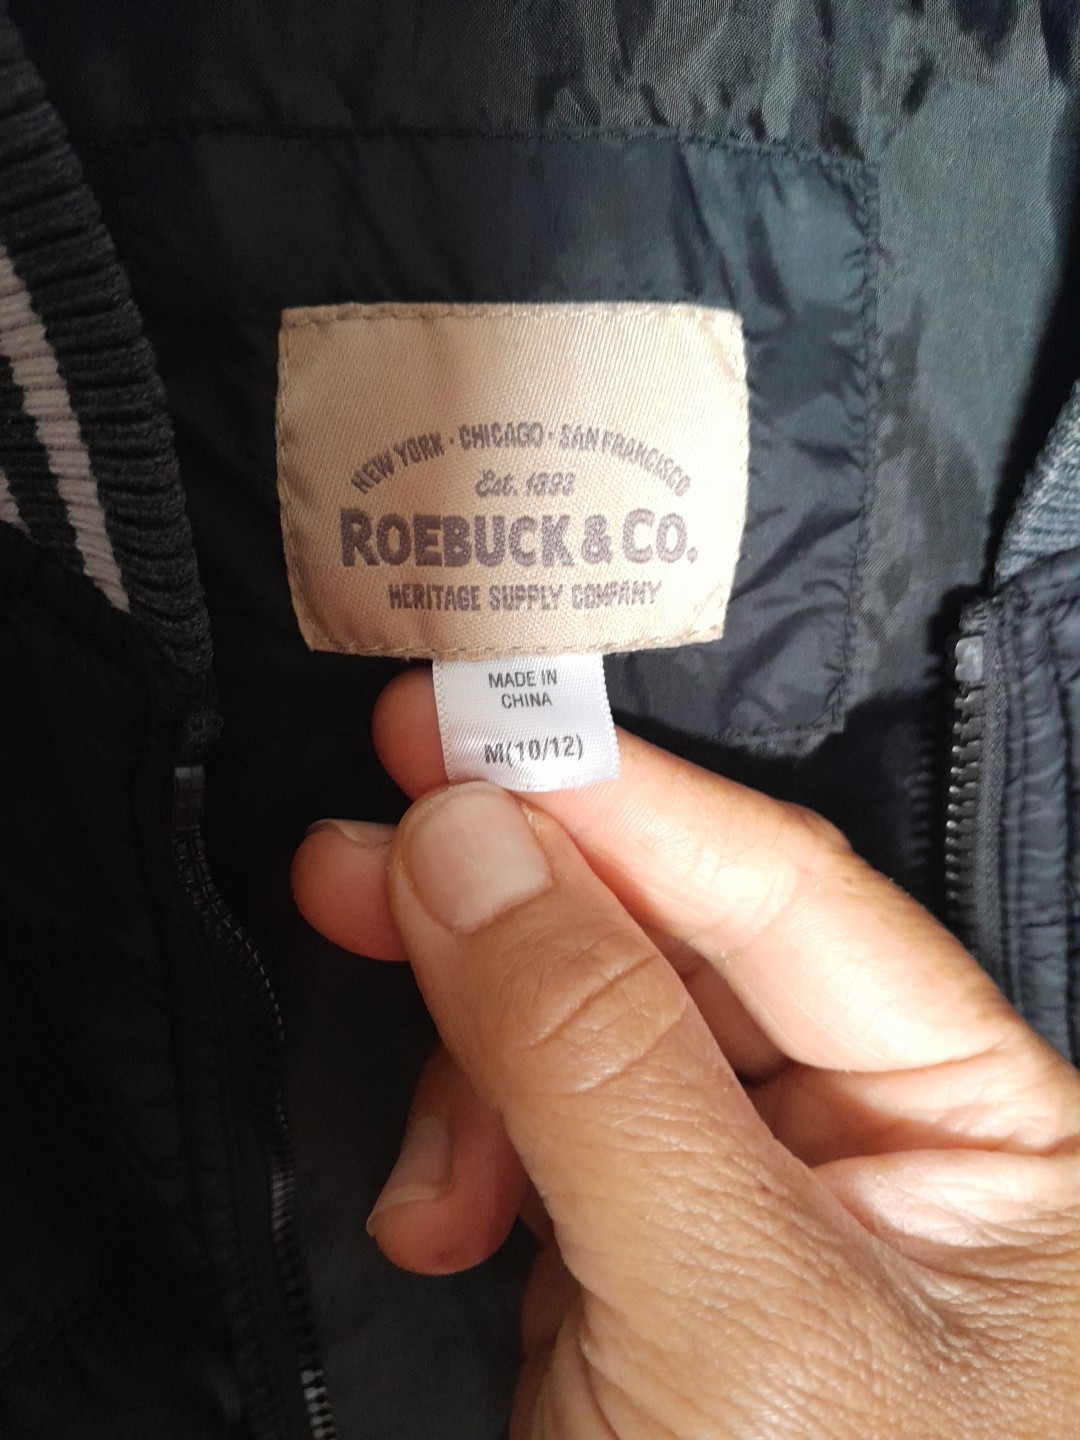 NEW YORK · CHICAGO · SAN FRANCISCO
Est. 1893
ROEBUCK & CO.
HERITAGE SUPPLY COMPANY
MADE IN
CHINA
M(10/12)